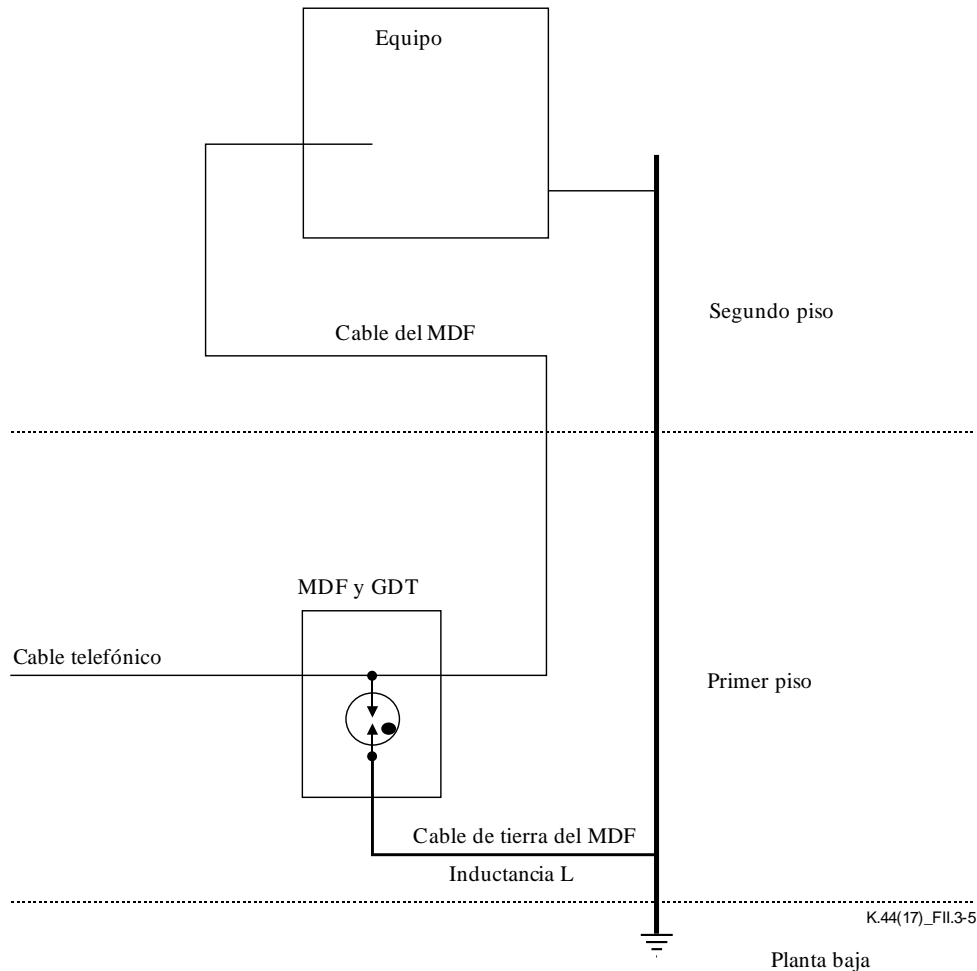 Equipo
Segundo piso
Cable del MDF
MDF y GDT
Cable telefónico
Primer piso
Cable de tierra del MDF
Inductancia L
K.44(17)_FII.3-5
Planta baja